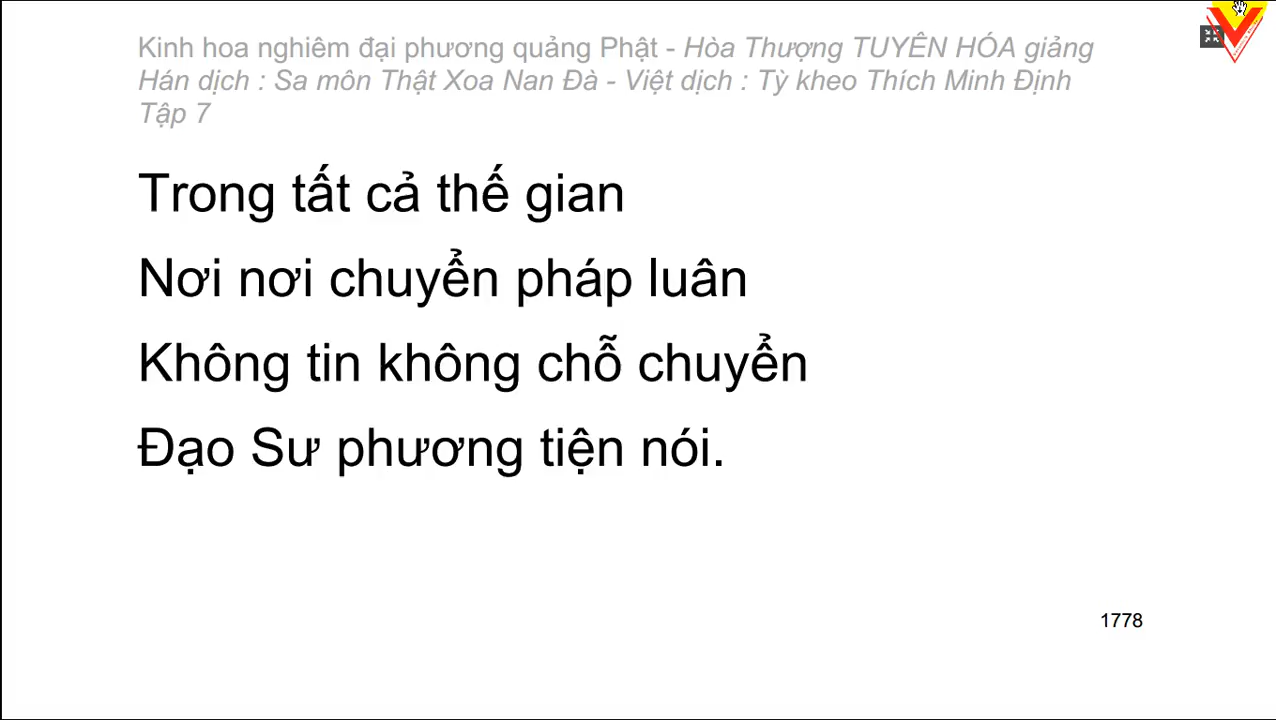 Kinh hoa nghiêm đại phương quảng Phật - Hòa Thượng TUYÊN HÓA giảng
Hán dịch : Sa môn Thật Xoa Nan Đà - Việt dịch : Tỳ kheo Thích Minh Định
Tập 7
Trong tất cả thế gian
Nơi nơi chuyển pháp luân
Không tin không chỗ chuyển
Đạo Sư phương tiện nói.
1778